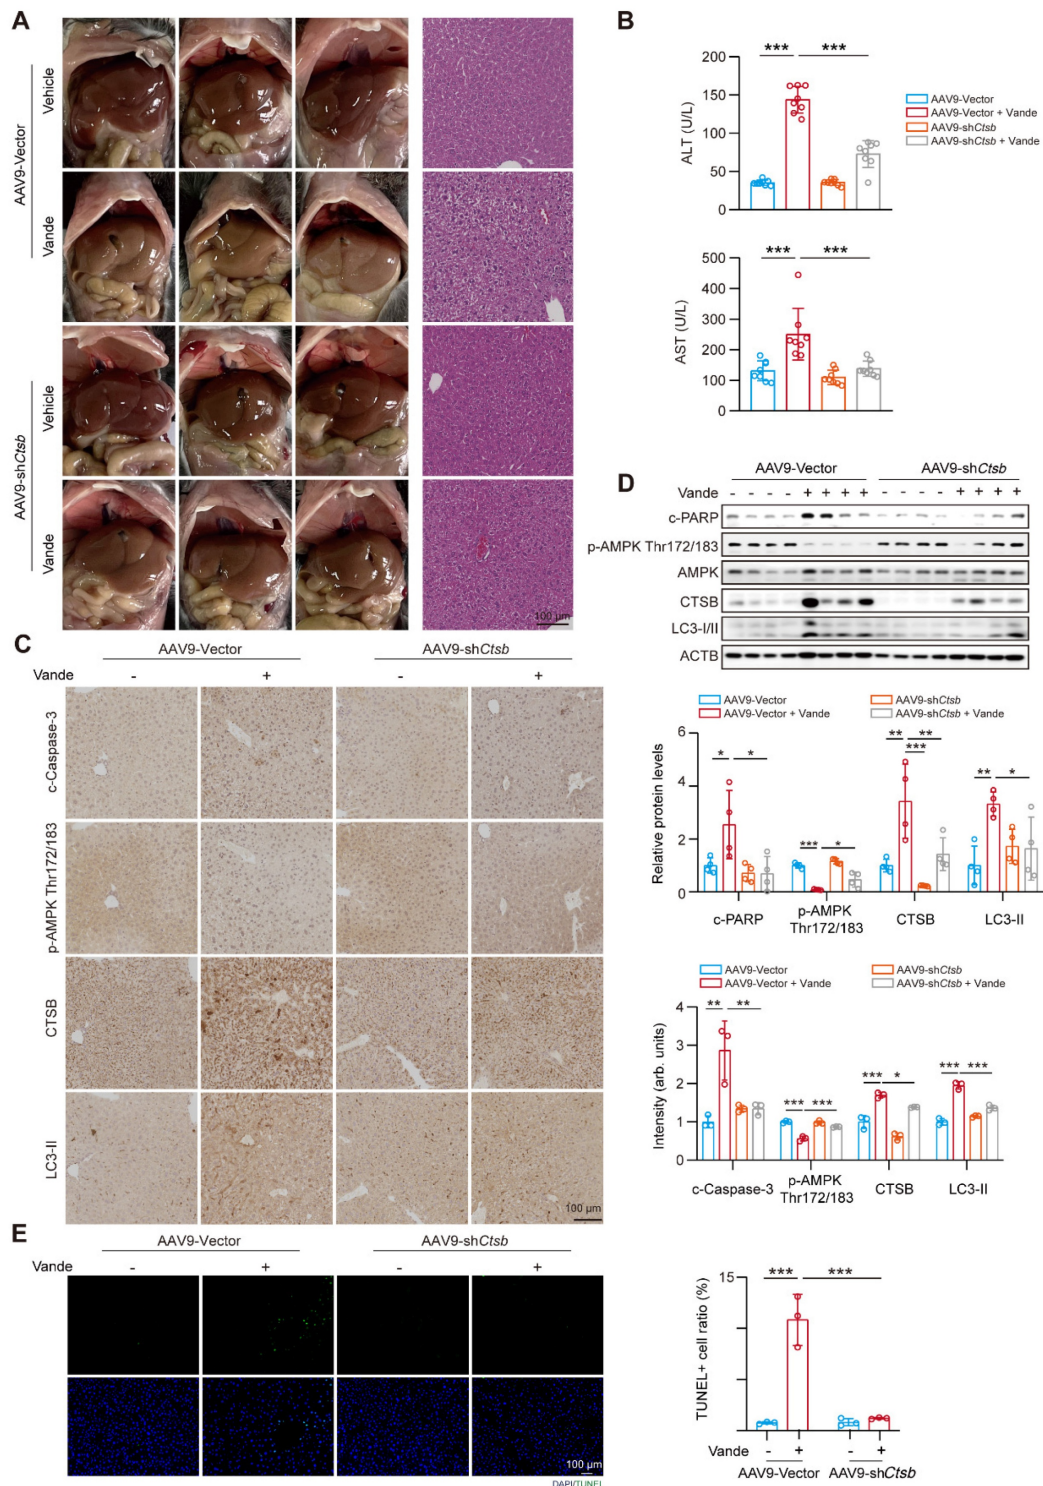 A
AAV9-Vector
Vehicle
Vande
AAV9-shCtsb
Vehicle
Vande
100 μm
B
ALT (U/L)
200
150
100
50
0
*** ***
AAV9-Vector
AAV9-Vector + Vande
AAV9-shCtsb
AAV9-shCtsb + Vande
AST (U/L)
500
400
300
200
100
0
*** ***
C
AAV9-Vector AAV9-shCtsb
Vande - + - +
c-Caspase-3
p-AMPK Thr172/183
CTSB
LC3-II
100 μm
D
AAV9-Vector AAV9-shCtsb
Vande - - - - + + + + - - - - + + + +
c-PARP
p-AMPK Thr172/183
AMPK
CTSB
LC3-I/II
ACTB
AAV9-Vector AAV9-shCtsb
AAV9-Vector + Vande AAV9-shCtsb + Vande
Relative protein levels
6
4
2
0
* * *** * ** ** *** ** *
c-PARP p-AMPK Thr172/183 CTSB LC3-II
AAV9-Vector AAV9-shCtsb
AAV9-Vector + Vande AAV9-shCtsb + Vande
Intensity (arb. units)
4
3
2
1
0
** ** *** *** *** * *** ***
c-Caspase-3 p-AMPK Thr172/183 CTSB LC3-II
E
AAV9-Vector AAV9-shCtsb
Vande - + - +
100 μm
DAPI/TUNEL
TUNEL+ cell ratio (%)
15
*** ***
Vande - + - +
AAV9-Vector AAV9-shCtsb